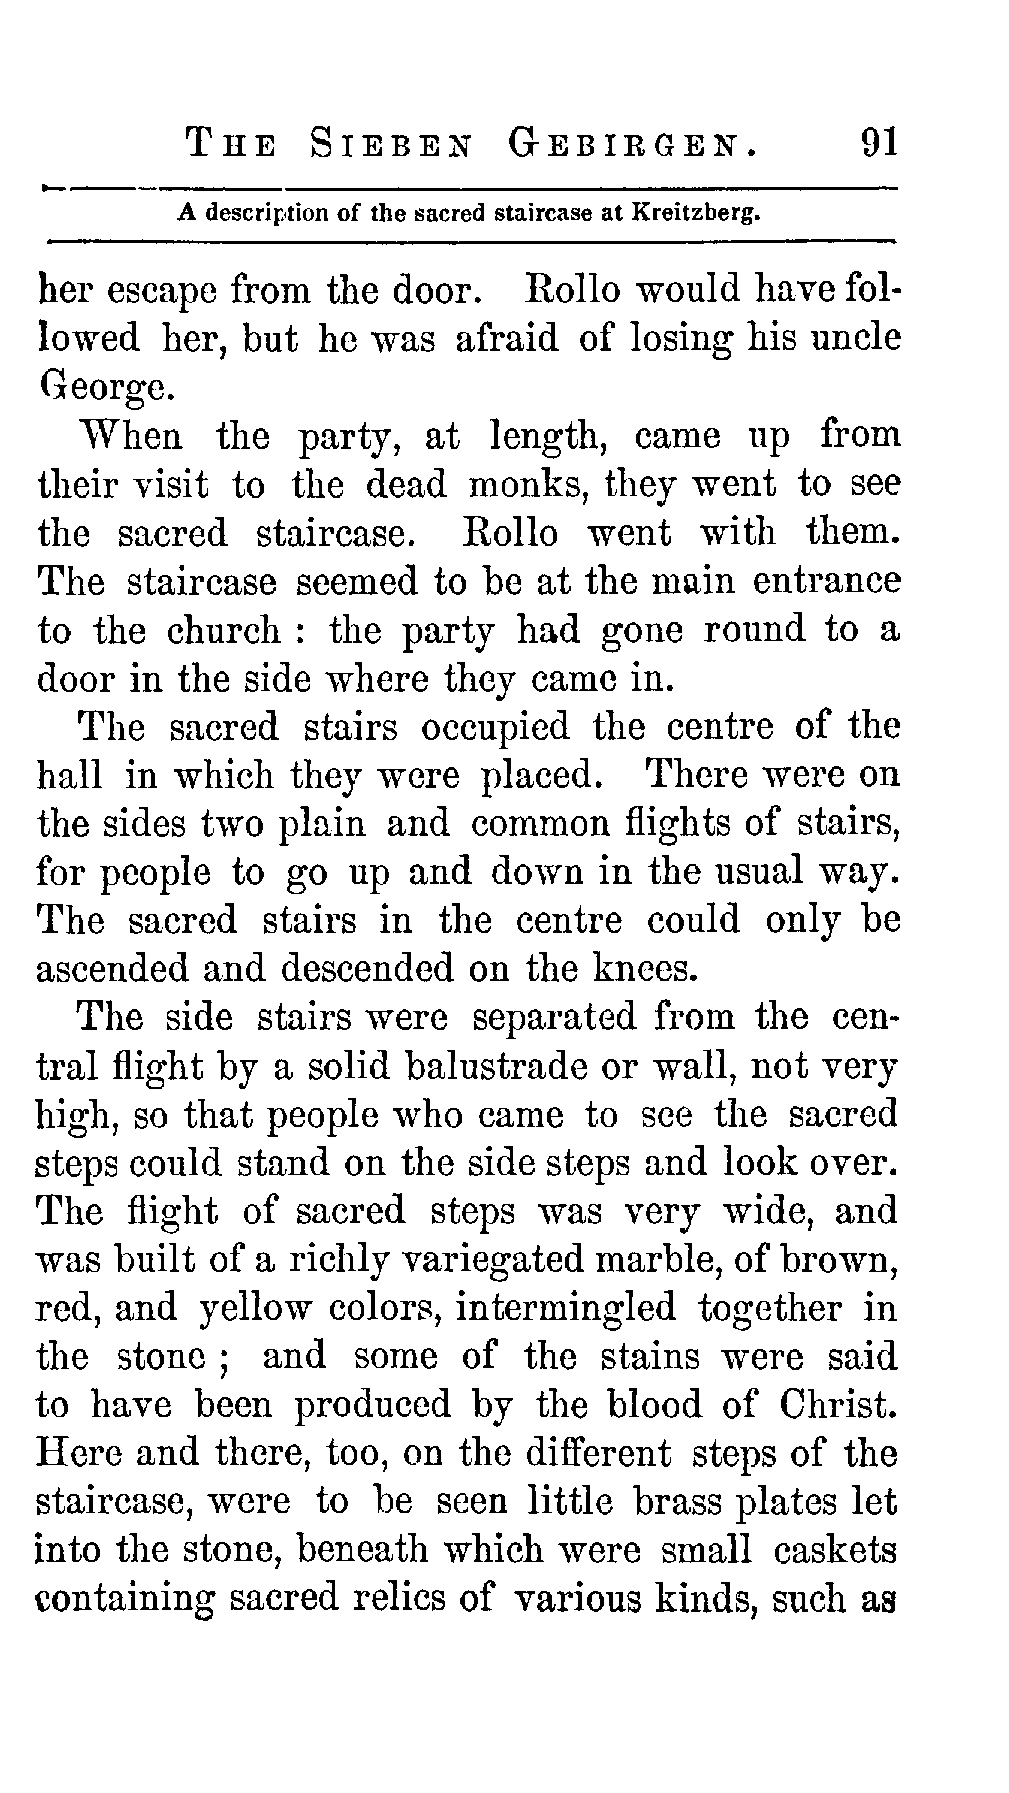 THE SIEBEN GEBIRGEN. 91
A description of the sacred staircase at Kreitzberg.
her escape from the door. Rollo would have fol-
lowed her, but he was afraid of losing his uncle
George.
When the party, at length, came up from
their visit to the dead monks, they went to see
the sacred staircase. Rollo went with them.
The staircase seemed to be at the main entrance
to the church : the party had gone round to a
door in the side where they came in.
The sacred stairs occupied the centre of the
hall in which they were placed. There were on
the sides two plain and common flights of stairs,
for people to go up and down in the usual way.
The sacred stairs in the centre could only be
ascended and descended on the knees.
The side stairs were separated from the cen-
tral flight by a solid balustrade or wall, not very
high, so that people who came to see the sacred
steps could stand on the side steps and look over.
The flight of sacred steps was very wide, and
was built of a richly variegated marble, of brown,
red, and yellow colors, intermingled together in
the stone ; and some of the stains were said
to have been produced by the blood of Christ.
Here and there, too, on the different steps of the
staircase, were to be seen little brass plates let
into the stone, beneath which were small caskets
containing sacred relics of various kinds, such as